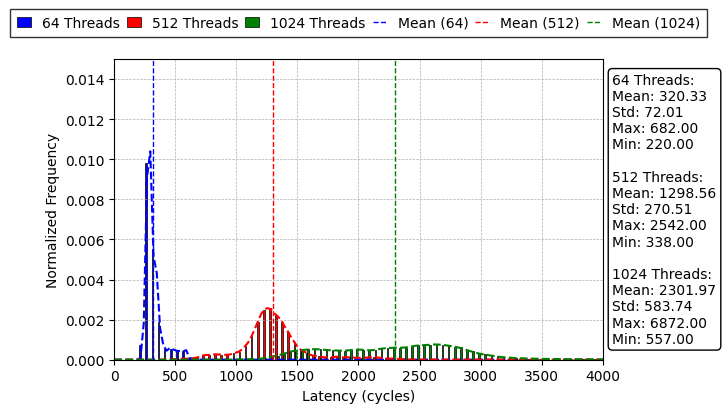 64 Threads 512 Threads 1024 Threads Mean (64) Mean (512) Mean (1024)
0.014
0.012
0.010
0.008
0.006
0.004
0.002
0.000
Normalized Frequency
0 500 1000 1500 2000 2500 3000 3500 4000
Latency (cycles)
64 Threads:
Mean: 320.33
Std: 72.01
Max: 682.00
Min: 220.00
512 Threads:
Mean: 1298.56
Std: 270.51
Max: 2542.00
Min: 338.00
1024 Threads:
Mean: 2301.97
Std: 583.74
Max: 6872.00
Min: 557.00